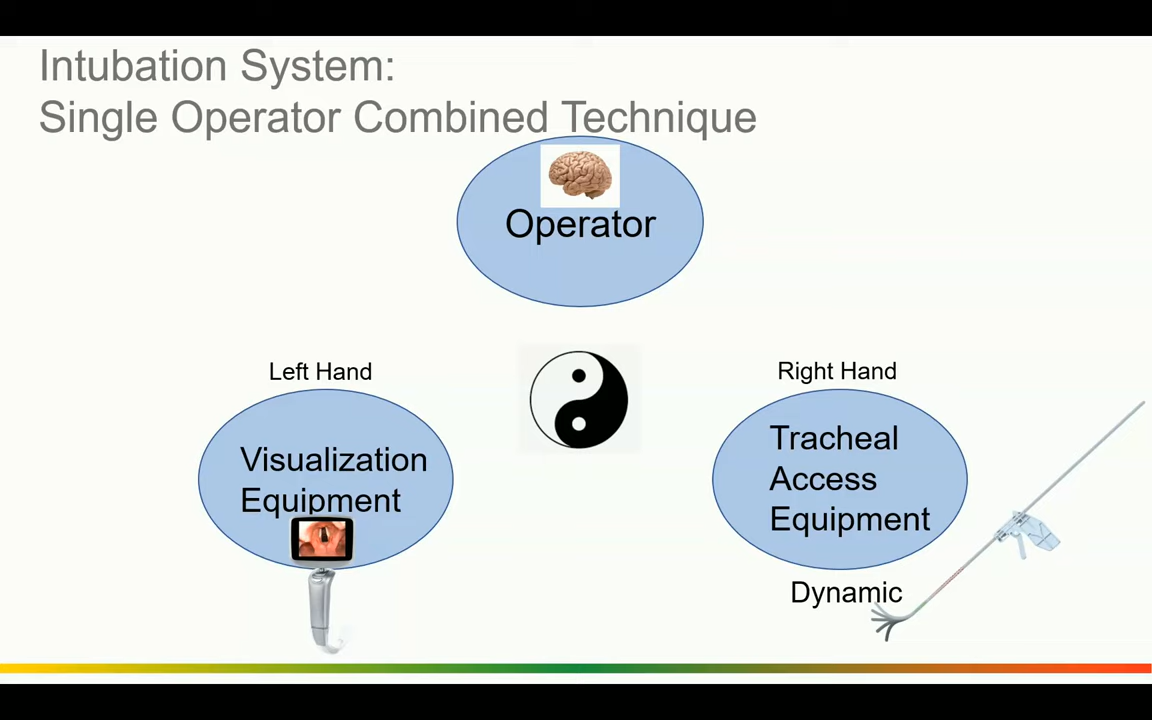 Intubation System:
Single Operator Combined Technique
Operator
Left Hand
Right Hand
Visualization
Equipment
Tracheal
Access
Equipment
Dynamic